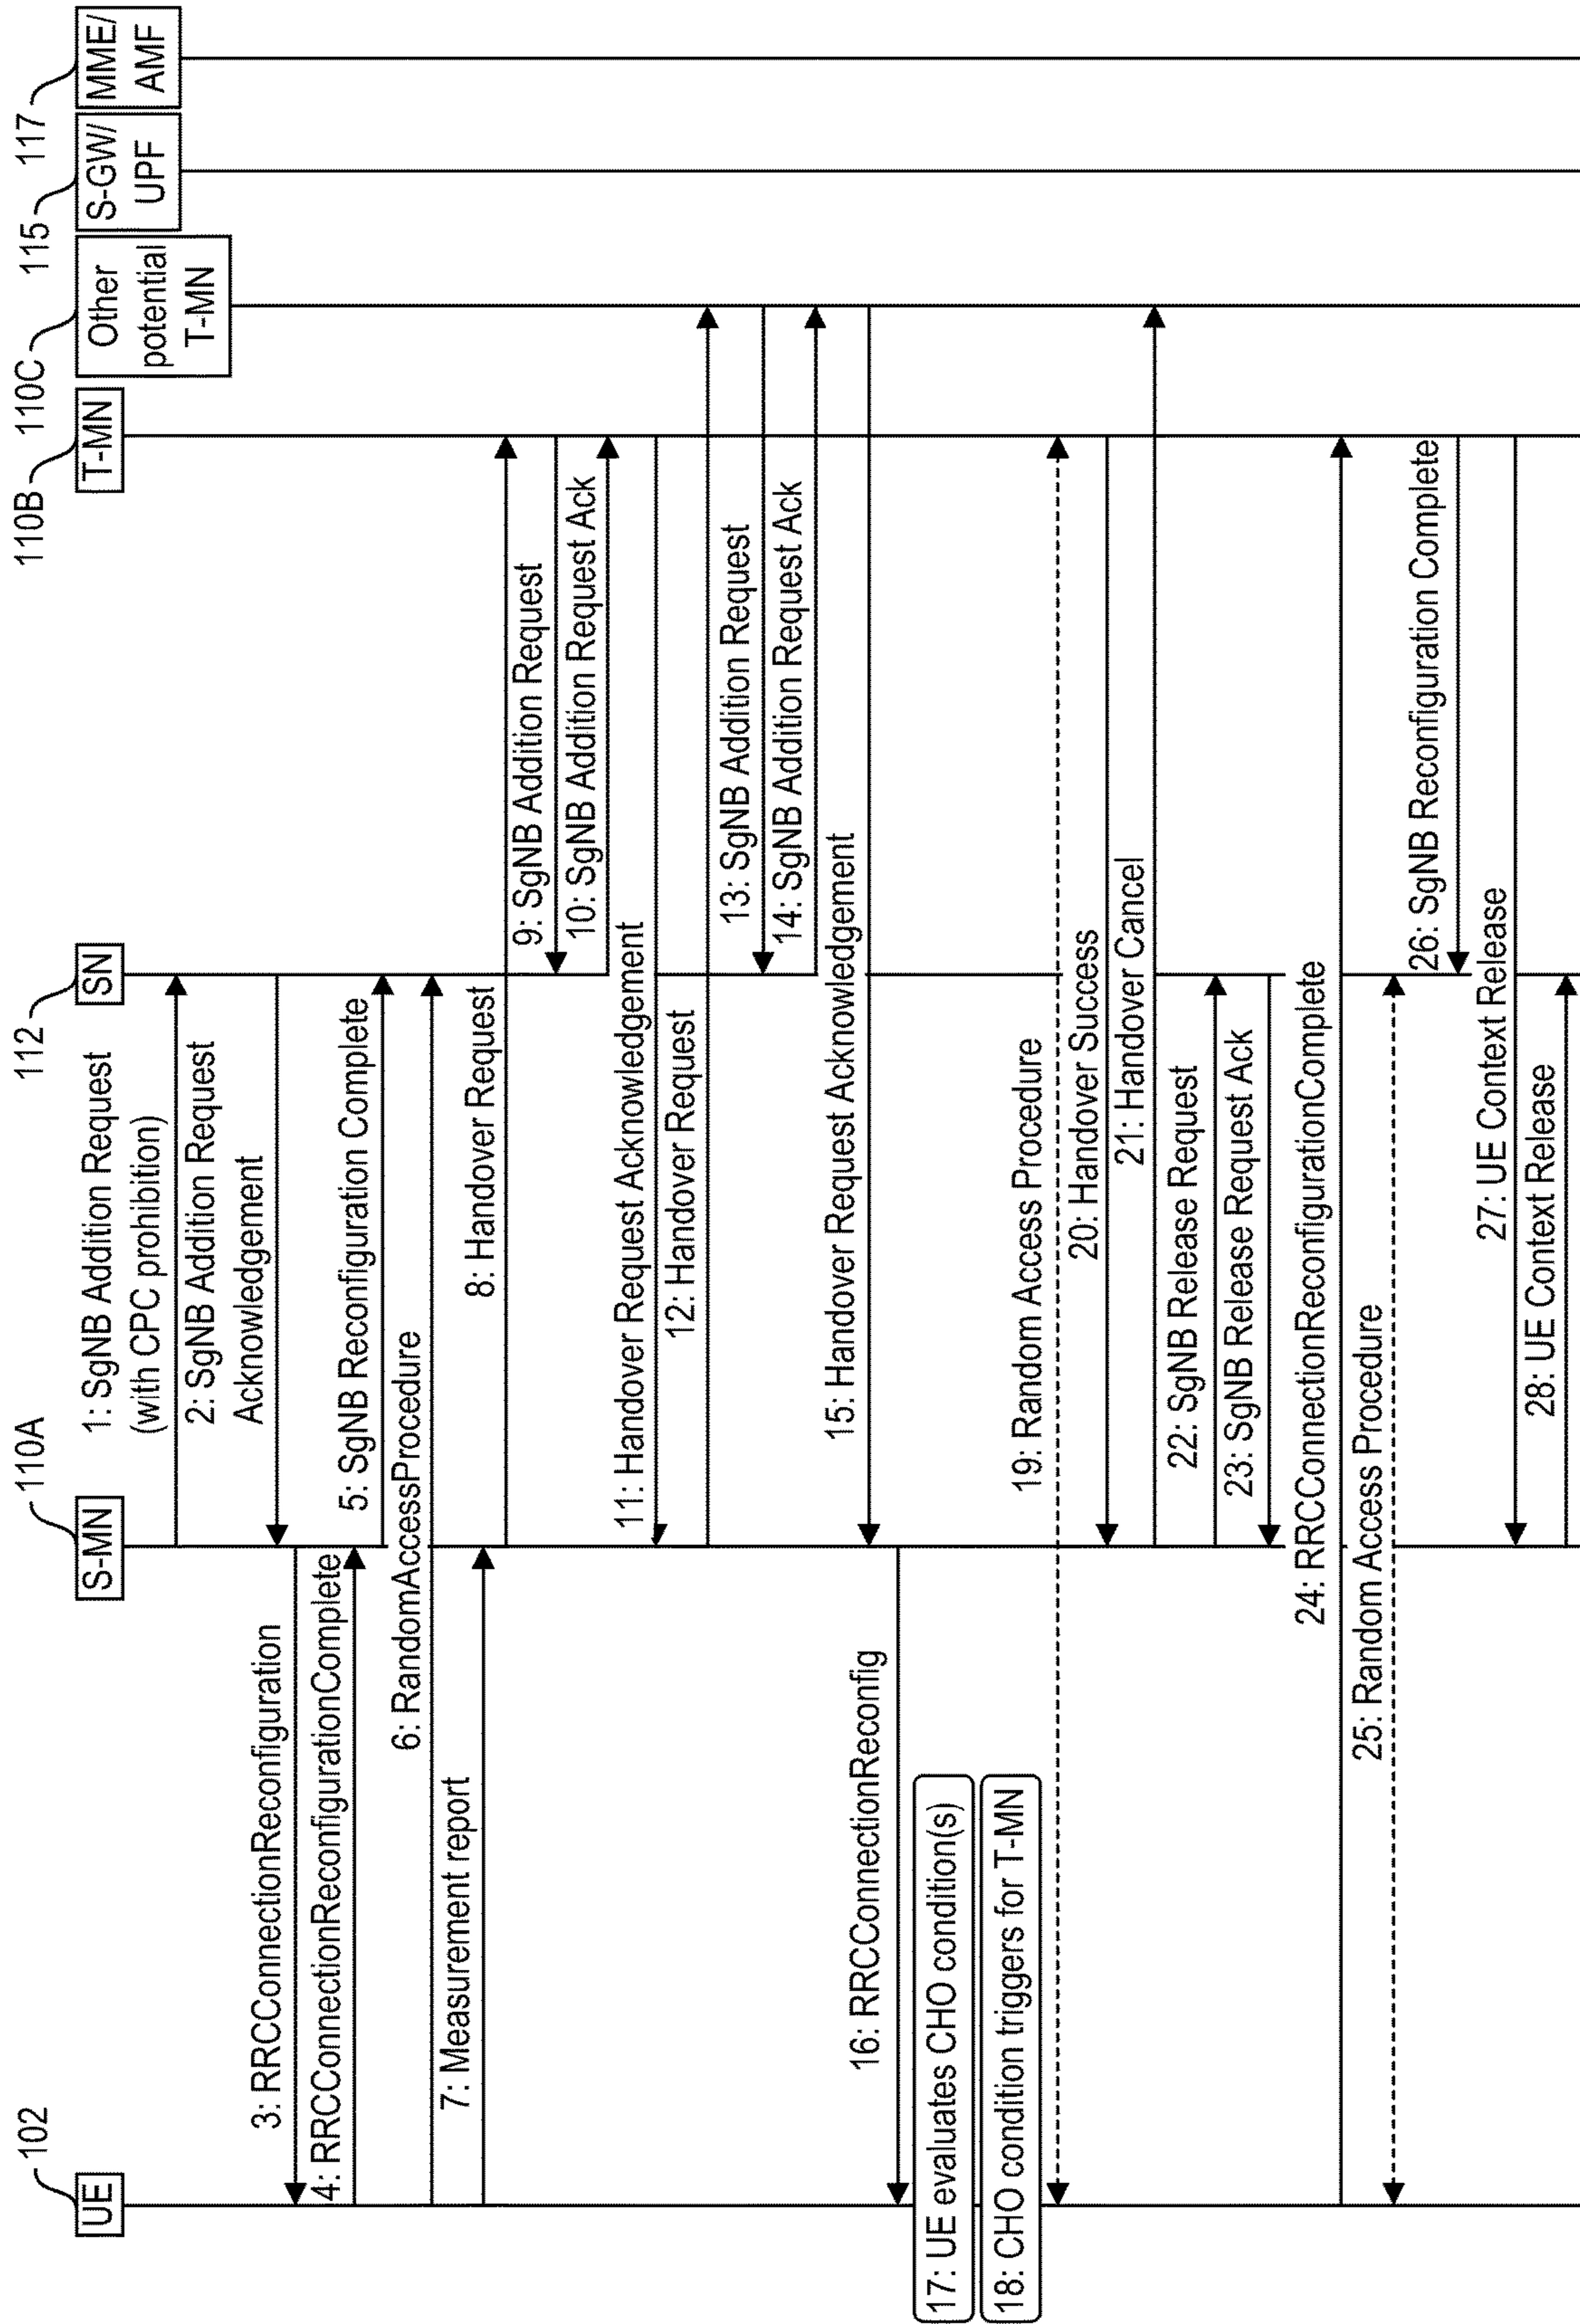 102
110A
112
110B
110C
115
117
UE
S-MN
SN
T-MN
Other
potential
T-MN
S-GW/
UPF
MME/
AMF
1: SgNB Addition Request
(with CPC prohibition)
2: SgNB Addition Request
Acknowledgement
3: RRCConnectionReconfiguration
4: RRCConnectionReconfigurationComplete
5: SgNB Reconfiguration Complete
6: RandomAccessProcedure
7: Measurement report
8: Handover Request
9: SgNB Addition Request
10: SgNB Addition Request Ack
11: Handover Request Acknowledgement
12: Handover Request
13: SgNB Addition Request
14: SgNB Addition Request Ack
15: Handover Request Acknowledgement
16: RRCConnectionReconfig
17: UE evaluates CHO condition(s)
18: CHO condition triggers for T-MN
19: Random Access Procedure
20: Handover Success
21: Handover Cancel
22: SgNB Release Request
23: SgNB Release Request Ack
24: RRCConnectionReconfigurationComplete
25: Random Access Procedure
26: SgNB Reconfiguration Complete
27: UE Context Release
28: UE Context Release